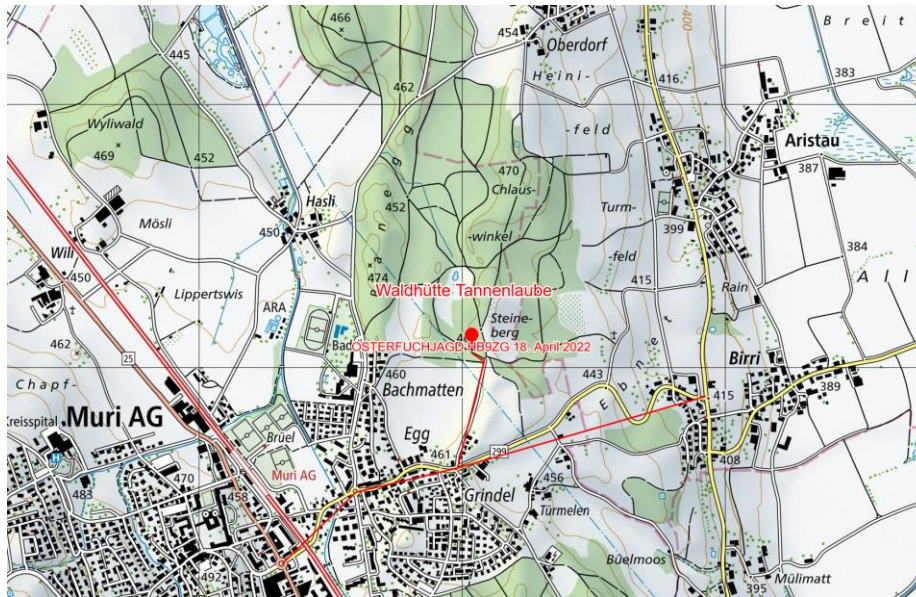 466
454
Oberdorf
Breit
400
445
462
Heini-
416
383
-feld
Wyliwald
469
452
Aristau
470
387
Chlaus-
Hasli
452
Mösli
450
-winkel
Turm-
399
Wili
-feld
384
450
474
415
All
Lippertswis
Waldhütte Tannenlaube
Rain
ARA
Steine-
berg
25
OSTERFUCHJAGD HB9ZG 18. April 2022
462
Birri
460
443
Chapf-
Bachmatten
Ebnet
389
415
Muri AG
Kreisspital
Brüel
Egg
299
461
408
H
470
Muri AG
483
458
Grindel
456
Türmelen
492
Büelmoos
Mülimatt
395